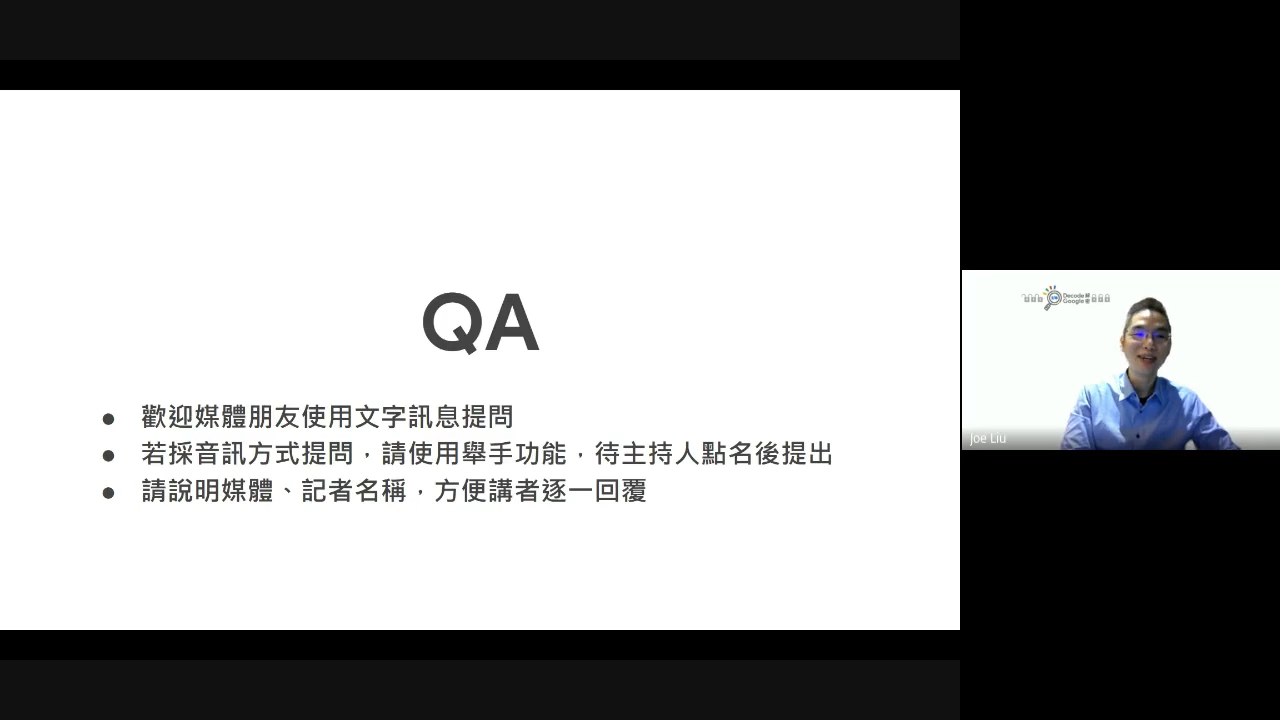 QA
歡迎媒體朋友使用文字訊息提問
若採音訊方式提問，請使用舉手功能，待主持人點名後提出
請說明媒體、記者名稱，方便講者逐一回覆
Decode 解
Google 密
Joe Liu